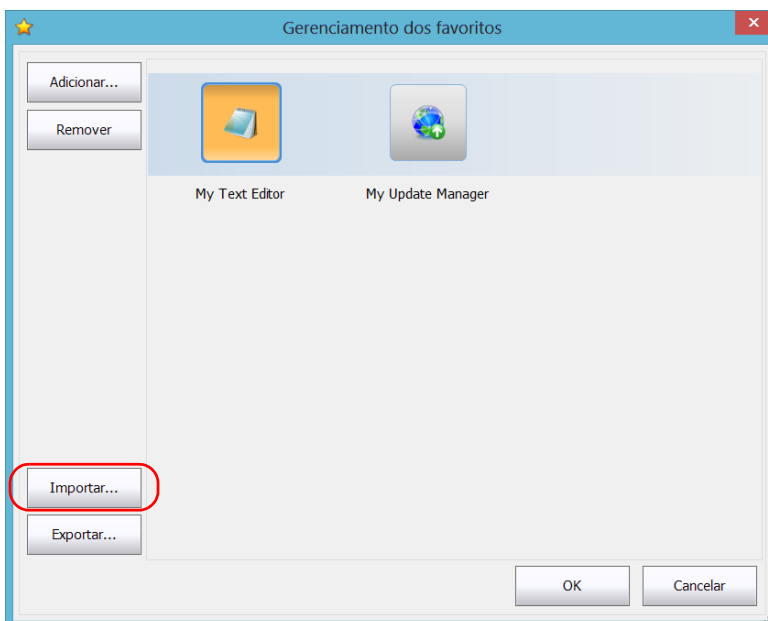 Gerenciamento dos favoritos
Adicionar...
Remover
My Text Editor
My Update Manager
Importar...
Exportar...
OK
Cancelar